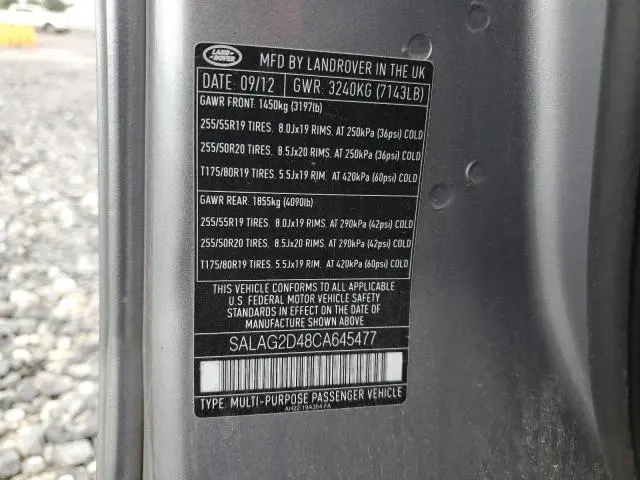 LAND ROVER
MFD BY LANDROVER IN THE UK
DATE: 09/12 GWR: 3240KG (7143LB)
GAWR FRONT: 1450kg (3197lb)
255/55R19 TIRES. 8.0Jx19 RIMS. AT 250kPa (36psi) COLD
255/50R20 TIRES. 8.5Jx20 RIMS. AT 250kPa (36psi) COLD
T175/80R19 TIRES. 5.5Jx19 RIM. AT 420kPa (60psi) COLD
GAWR REAR: 1855kg (4090lb)
255/55R19 TIRES. 8.0Jx19 RIMS. AT 290kPa (42psi) COLD
255/50R20 TIRES. 8.5Jx20 RIMS. AT 290kPa (42psi) COLD
T175/80R19 TIRES. 5.5Jx19 RIM. AT 420kPa (60psi) COLD
THIS VEHICLE CONFORMS TO ALL APPLICABLE
U.S. FEDERAL MOTOR VEHICLE SAFETY
STANDARDS IN EFFECT ON THE DATE OF
MANUFACTURE SHOWN ABOVE.
SALAG2D48CA645477
TYPE: MULTI-PURPOSE PASSENGER VEHICLE
AH22 19A364 FA